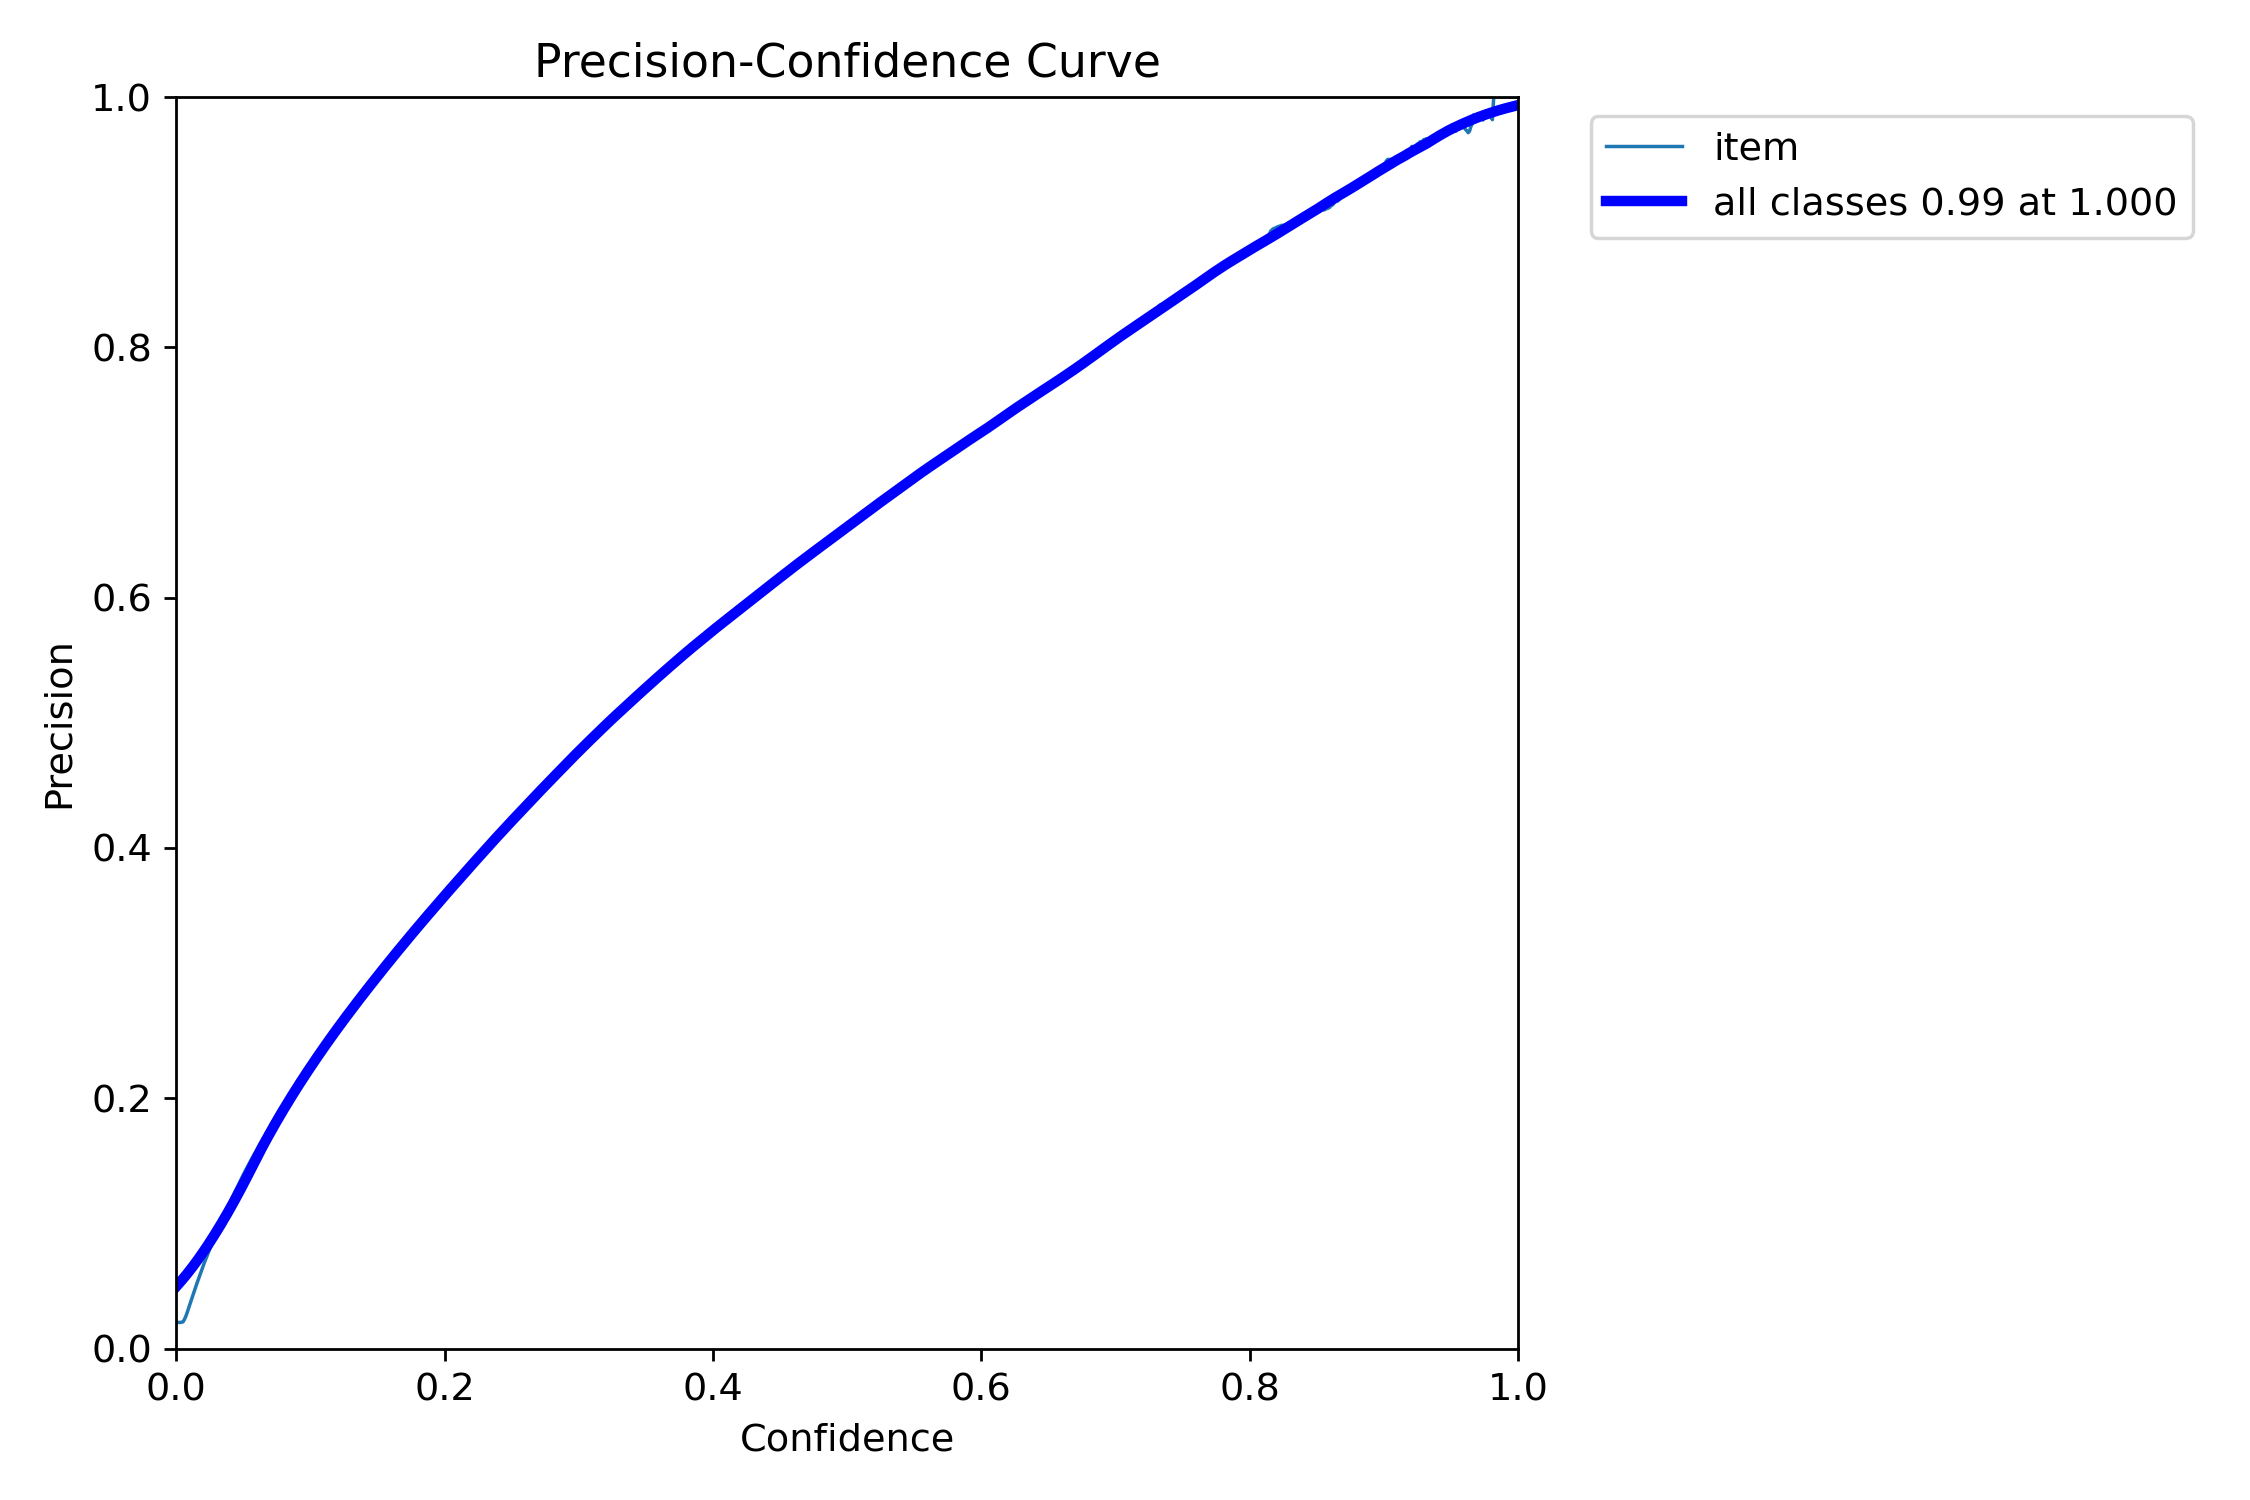 Precision-Confidence Curve
1.0
0.8
0.6
0.4
0.2
0.0
Precision
0.0 0.2 0.4 0.6 0.8 1.0
Confidence
item
all classes 0.99 at 1.000